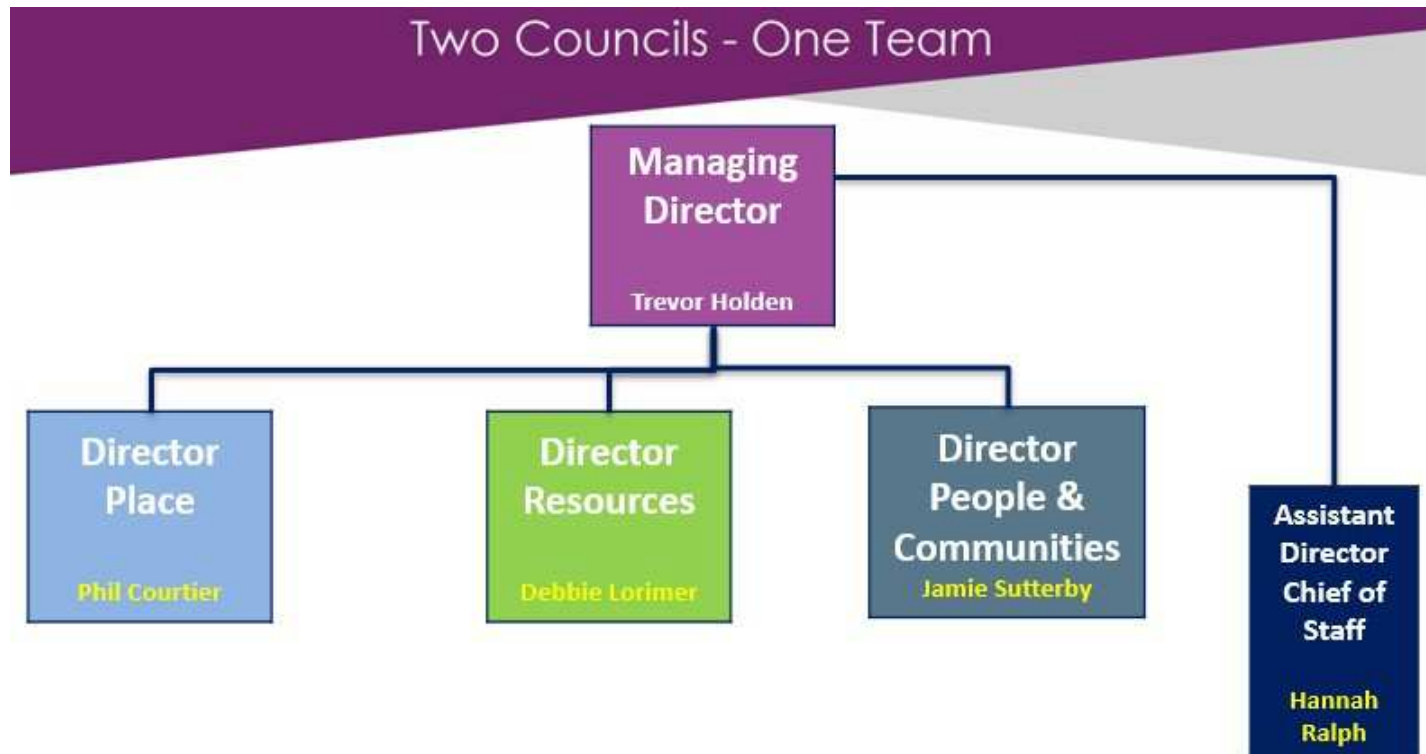 Two Councils - One Team
Managing
Director
Trevor Holden
Director
Place
Phil Courtier
Director
Resources
Debbie Lorimer
Director
People &
Communities
Jamie Sutterby
Assistant
Director
Chief of
Staff
Hannah
Ralph